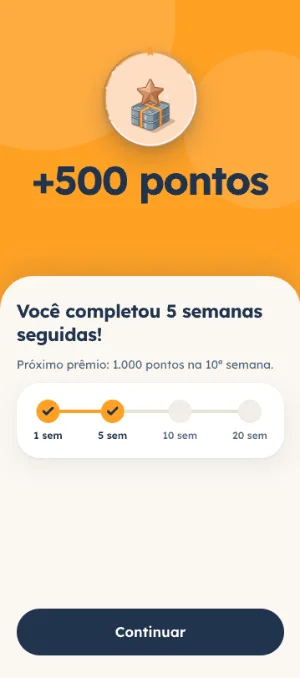 +500 pontos
Você completou 5 semanas
seguidas!
Próximo prêmio: 1.000 pontos na 10ª semana.
1 sem
5 sem
10 sem
20 sem
Continuar